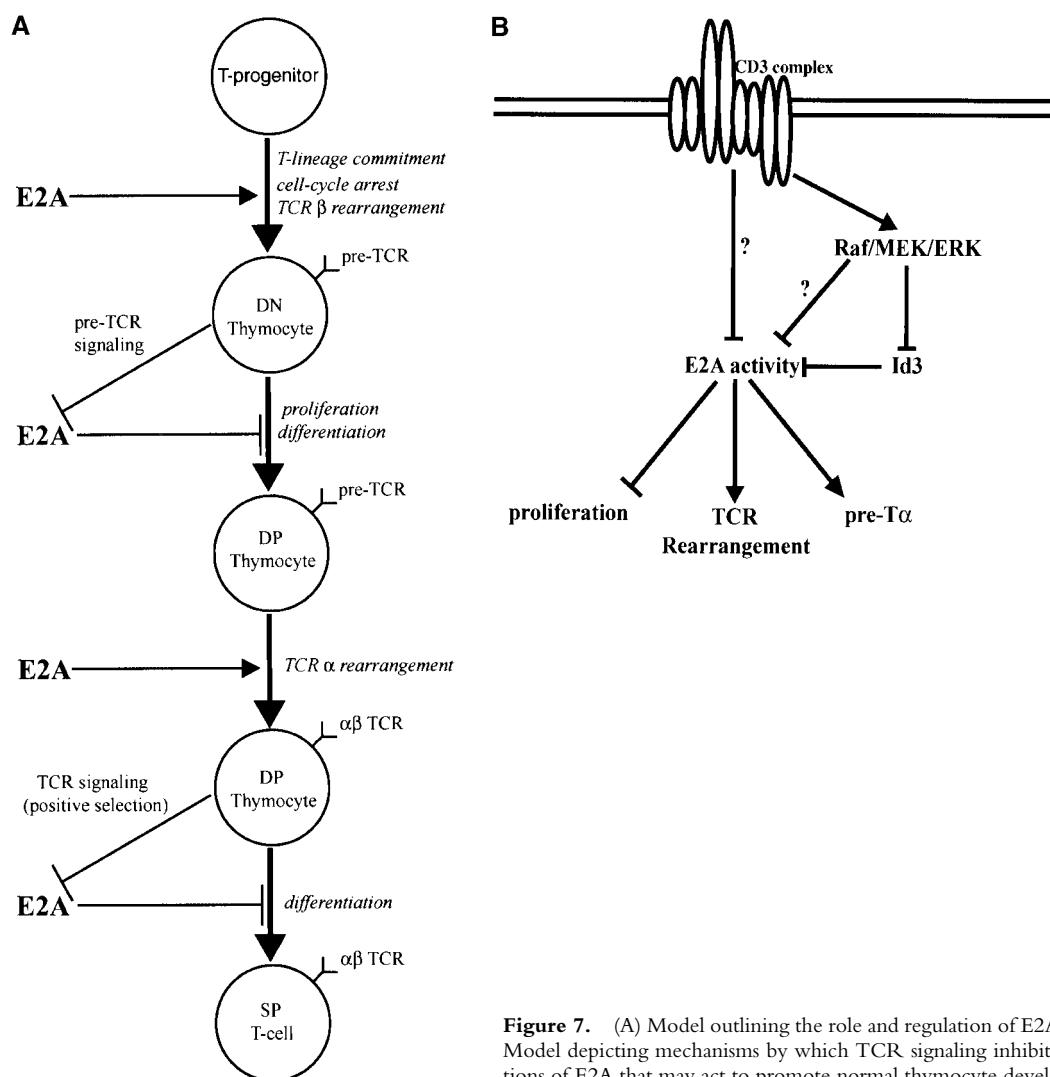 A
T-progenitor
T-lineage commitment
cell-cycle arrest
TCR β rearrangement
E2A
pre-TCR
DN
Thymocyte
pre-TCR
signaling
E2A
proliferation
differentiation
pre-TCR
DP
Thymocyte
E2A
TCR α rearrangement
αβ TCR
DP
Thymocyte
TCR signaling
(positive selection)
E2A
differentiation
αβ TCR
SP
T-cell
B
CD3 complex
?
Raf/MEK/ERK
?
E2A activity
Id3
proliferation
TCR
Rearrangement
pre-Tα
Figure 7. (A) Model outlining the role and regulation of E2A
Model depicting mechanisms by which TCR signaling inhibit
tions of E2A that may act to promote normal thymocyte devel